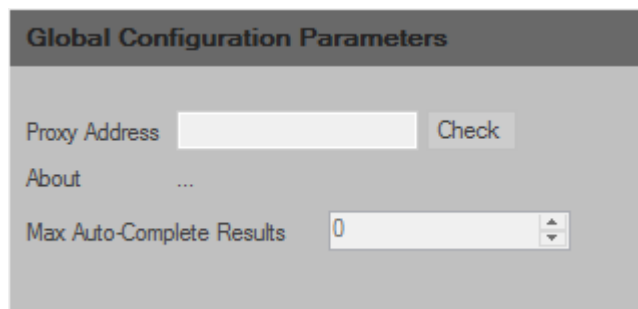 Global Configuration Parameters
Proxy Address Check
About ...
Max Auto-Complete Results 0